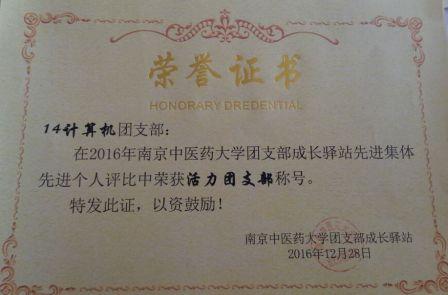 荣誉证书
HONORARY DREDENTIAL
14计算机团支部：
在2016年南京中医药大学团支部成长驿站先进集体
先进个人评比中荣获活力团支部称号。
特发此证，以资鼓励！
南京中医药大学团支部成长驿站
2016年12月28日